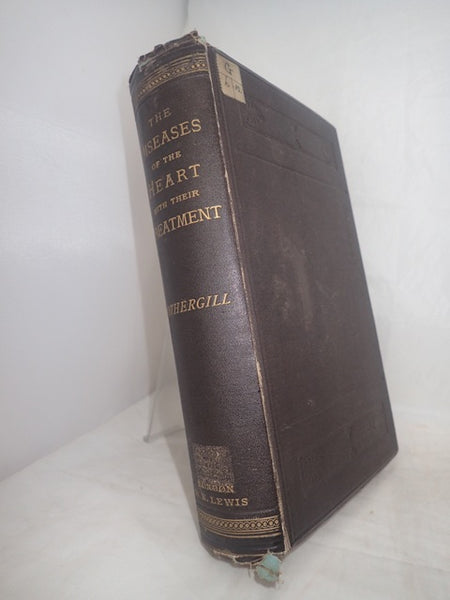 THE
DISEASES
OF THE
HEART
WITH THEIR
TREATMENT
FOTHERGILL
LONDON
H.K. LEWIS
G